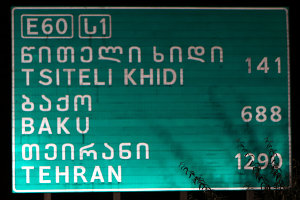 E60 ს1
წითელი ხიდი
TSITELI KHIDI 141
ბაქო
BAKU 688
თეირანი
TEHRAN 1290